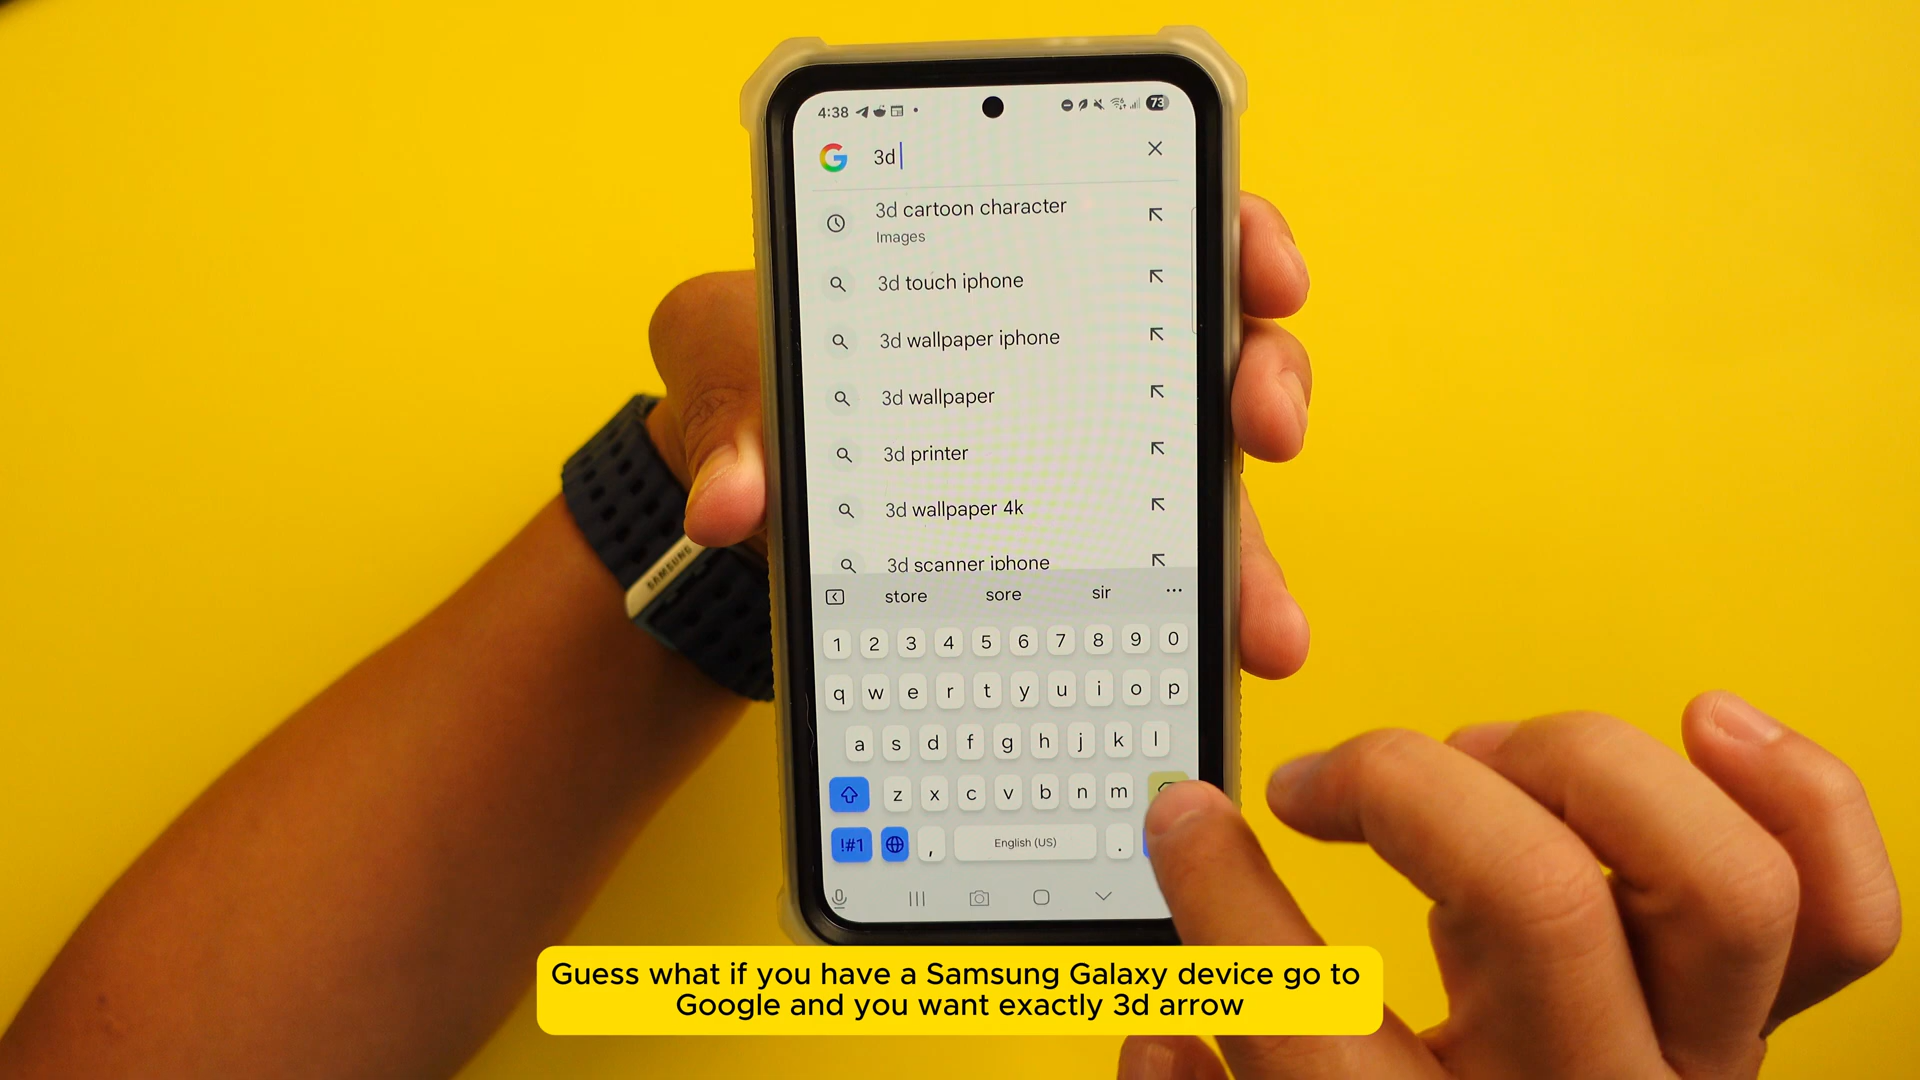 4:38
73
3d
3d cartoon character
Images
3d touch iphone
3d wallpaper iphone
3d wallpaper
3d printer
3d wallpaper 4k
3d scanner iphone
store sore sir
1 2 3 4 5 6 7 8 9 0
q w e r t y u i o p
a s d f g h j k l
z x c v b n m
!#1 , English (US) .
SAMSUNG
Guess what if you have a Samsung Galaxy device go to
Google and you want exactly 3d arrow